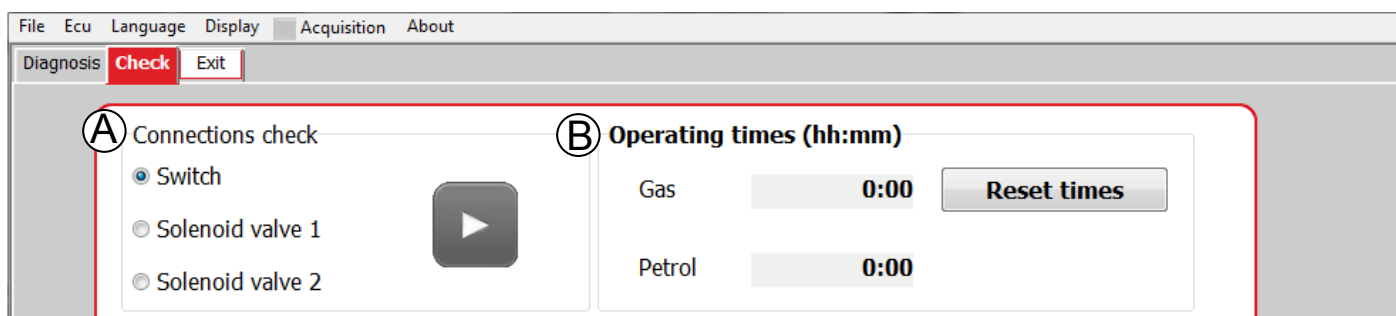 File Ecu Language Display Acquisition About
Diagnosis Check Exit
A Connections check
Switch
Solenoid valve 1
Solenoid valve 2
B Operating times (hh:mm)
Gas 0:00 Reset times
Petrol 0:00